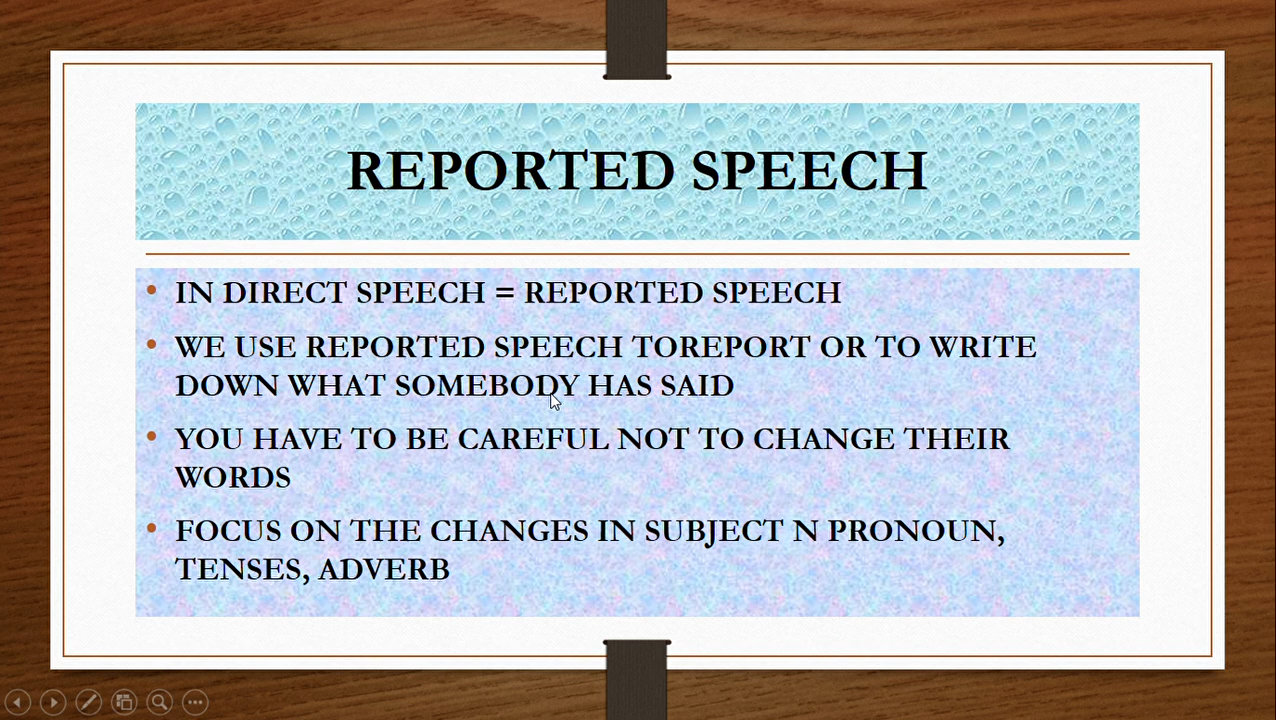 REPORTED SPEECH
• IN DIRECT SPEECH = REPORTED SPEECH
• WE USE REPORTED SPEECH TOREPORT OR TO WRITE
DOWN WHAT SOMEBODY HAS SAID
• YOU HAVE TO BE CAREFUL NOT TO CHANGE THEIR
WORDS
• FOCUS ON THE CHANGES IN SUBJECT N PRONOUN,
TENSES, ADVERB